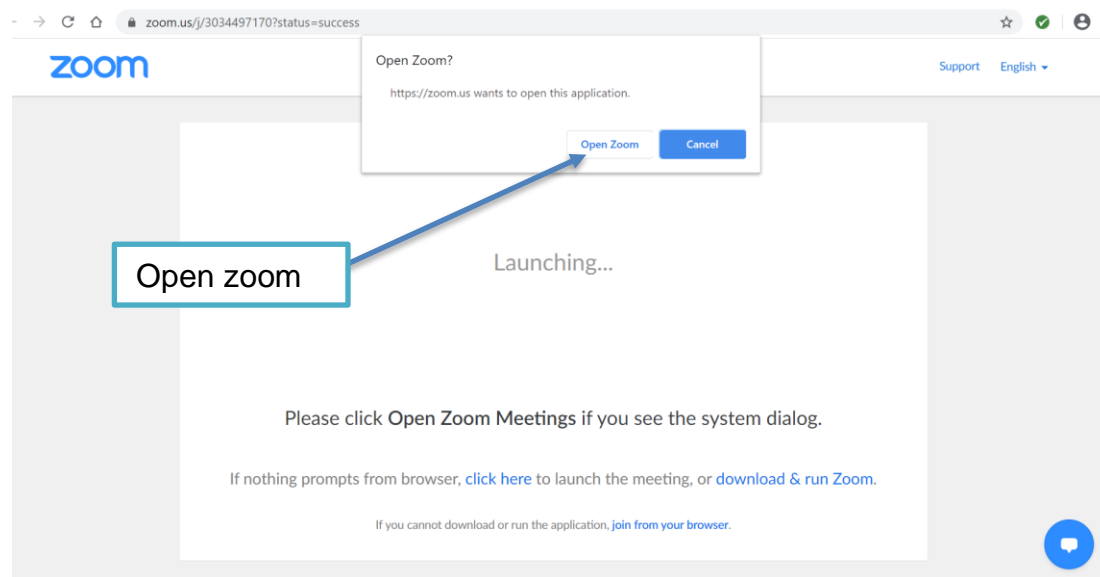 zoom.us/j/3034497170?status=success
zoom
Support English
Open Zoom?
https://zoom.us wants to open this application.
Open Zoom Cancel
Open zoom
Launching...
Please click Open Zoom Meetings if you see the system dialog.
If nothing prompts from browser, click here to launch the meeting, or download & run Zoom.
If you cannot download or run the application, join from your browser.